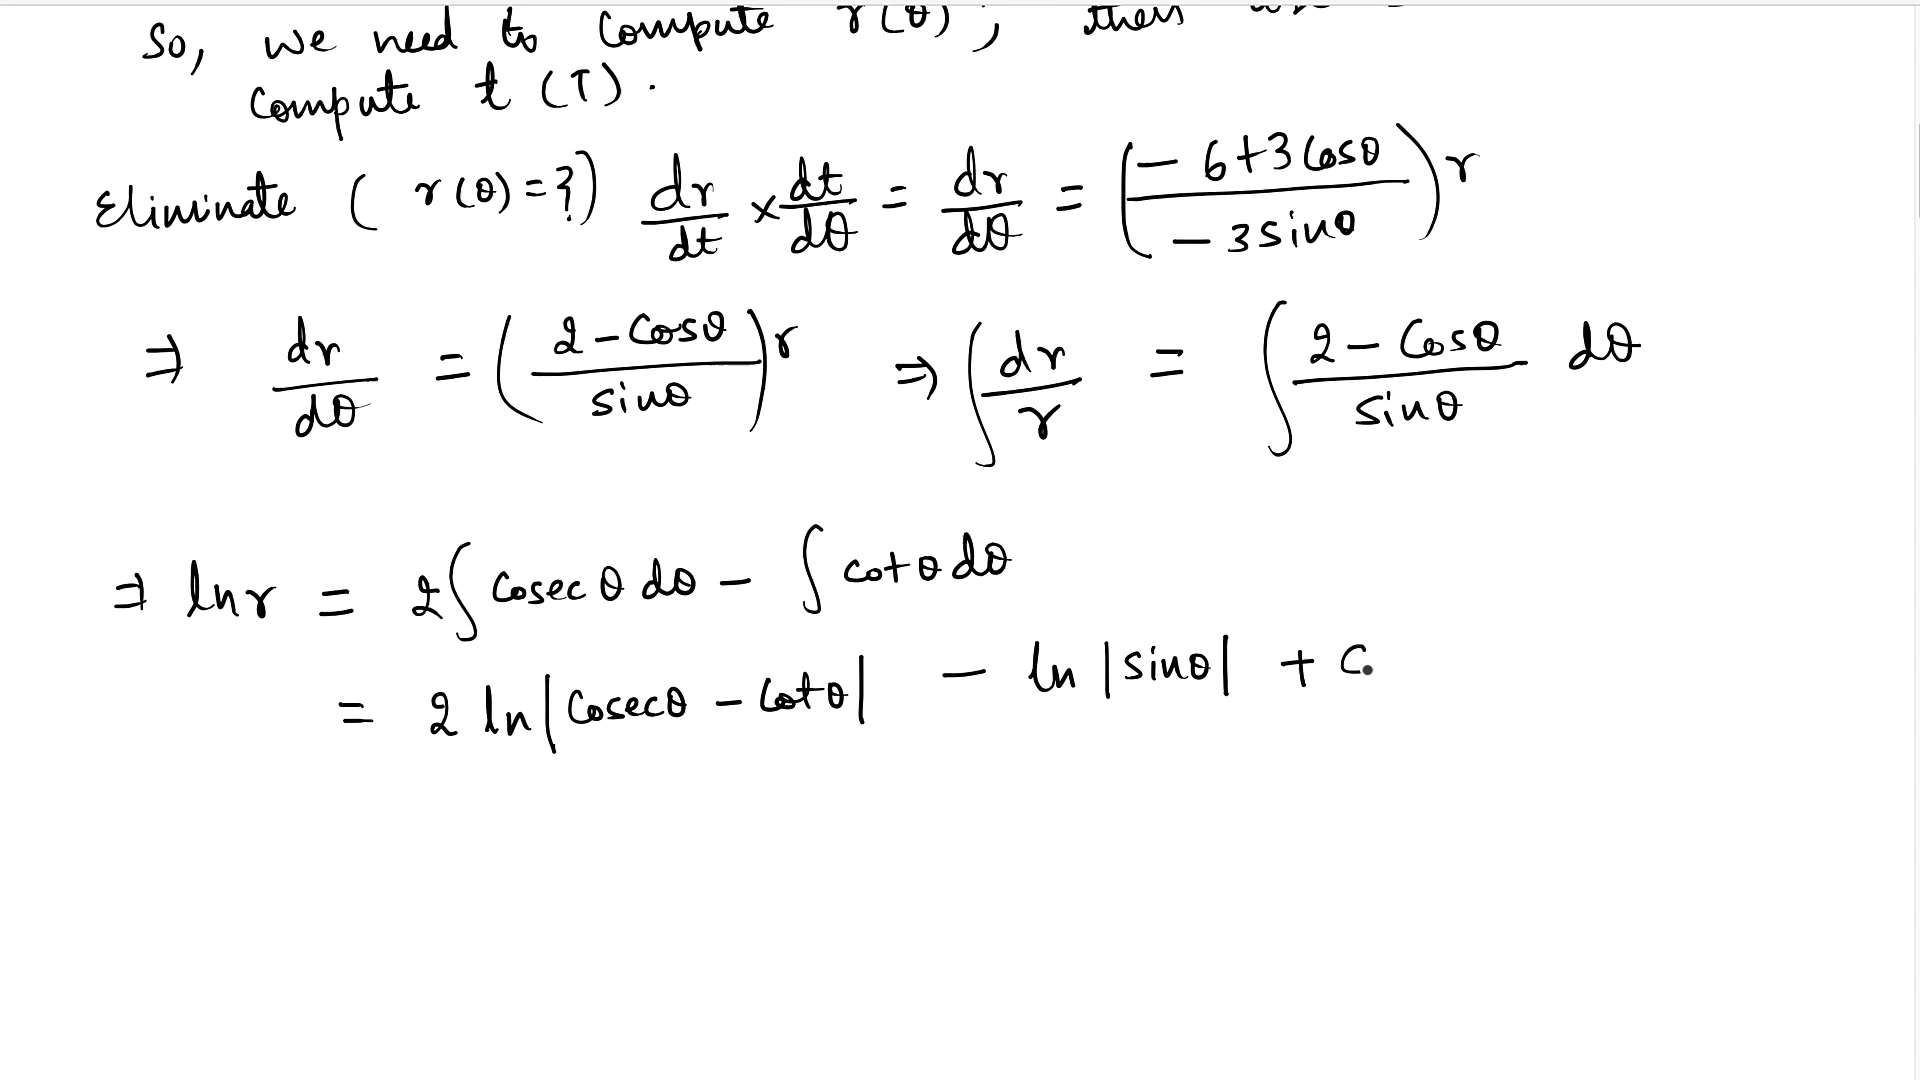 So, we need to compute r(θ), then
compute t(T).
Eliminate ( r(θ)=?) dr/dt × dt/dθ = dr/dθ = (-6+3Cosθ / -3sinθ) r
⇒ dr/dθ = (2-Cosθ / sinθ) r ⇒ ∫ dr/r = ∫ 2-Cosθ / sinθ dθ
⇒ ln r = 2∫ Cosec θ dθ - ∫ cot θ dθ
= 2 ln|Cosecθ - Cotθ| - ln |sinθ| + C